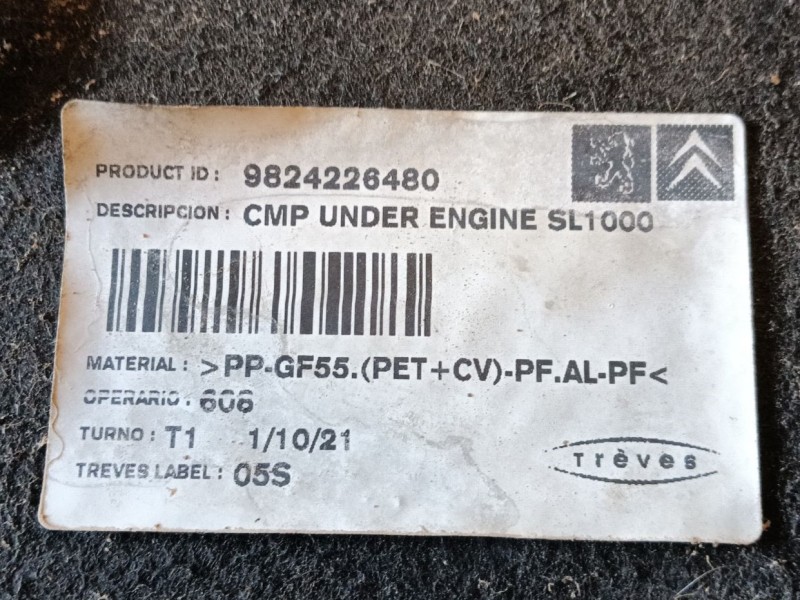 PRODUCT ID: 9824226480
DESCRIPCION: CMP UNDER ENGINE SL1000
MATERIAL: >PP-GF55.(PET+CV)-PF.AL-PF<
OPERARIO: 606
TURNO: T1 1/10/21
TREVES LABEL: 05S
Trèves